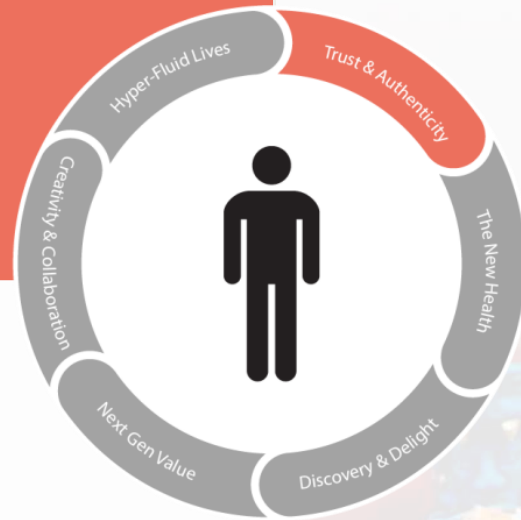 Hyper-Fluid Lives
Trust & Authenticity
The New Health
Discovery & Delight
Next Gen Value
Creativity & Collaboration